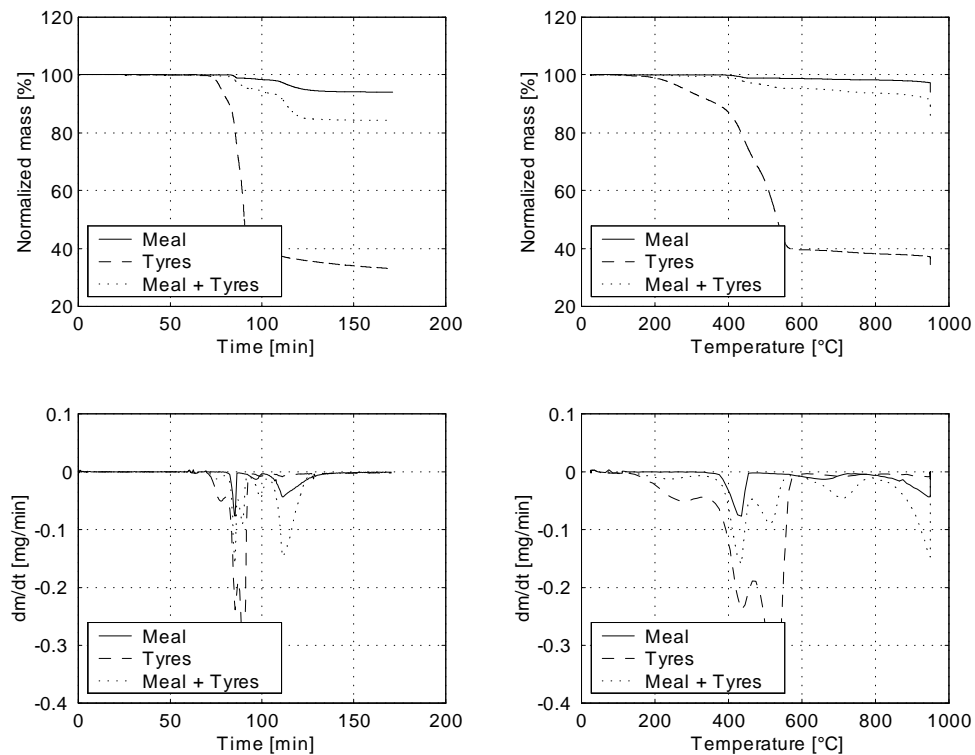 120
100
80
60
40
20
Normalized mass [%]
Meal
Tyres
Meal + Tyres
0
50
100
150
200
Time [min]
120
100
80
60
40
20
Normalized mass [%]
Meal
Tyres
Meal + Tyres
0
200
400
600
800
1000
Temperature [°C]
0.1
0
-0.1
-0.2
-0.3
-0.4
dm/dt [mg/min]
Meal
Tyres
Meal + Tyres
0
50
100
150
200
Time [min]
0.1
0
-0.1
-0.2
-0.3
-0.4
dm/dt [mg/min]
Meal
Tyres
Meal + Tyres
0
200
400
600
800
1000
Temperature [°C]